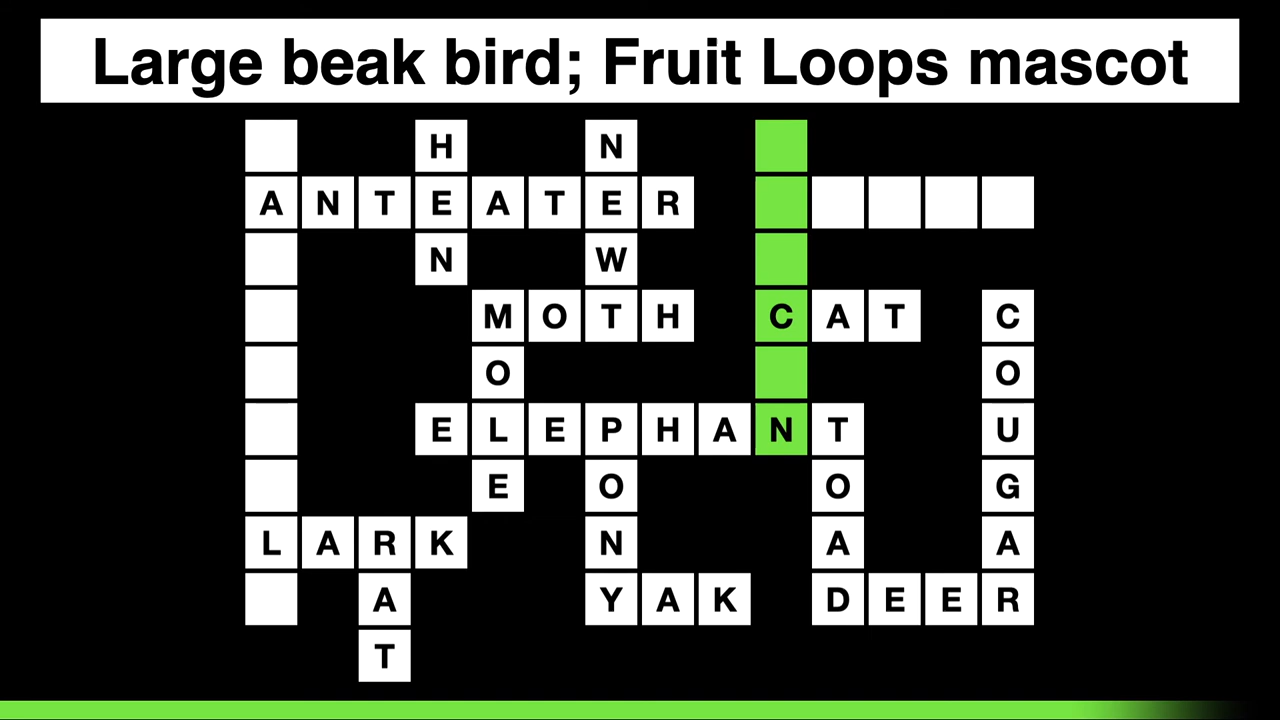 Large beak bird; Fruit Loops mascot
H N
ANTEATER
N W
MOTH CAT C
O O
ELEPHANT U
E O O G
LARK N A A
A YAK DEER
T